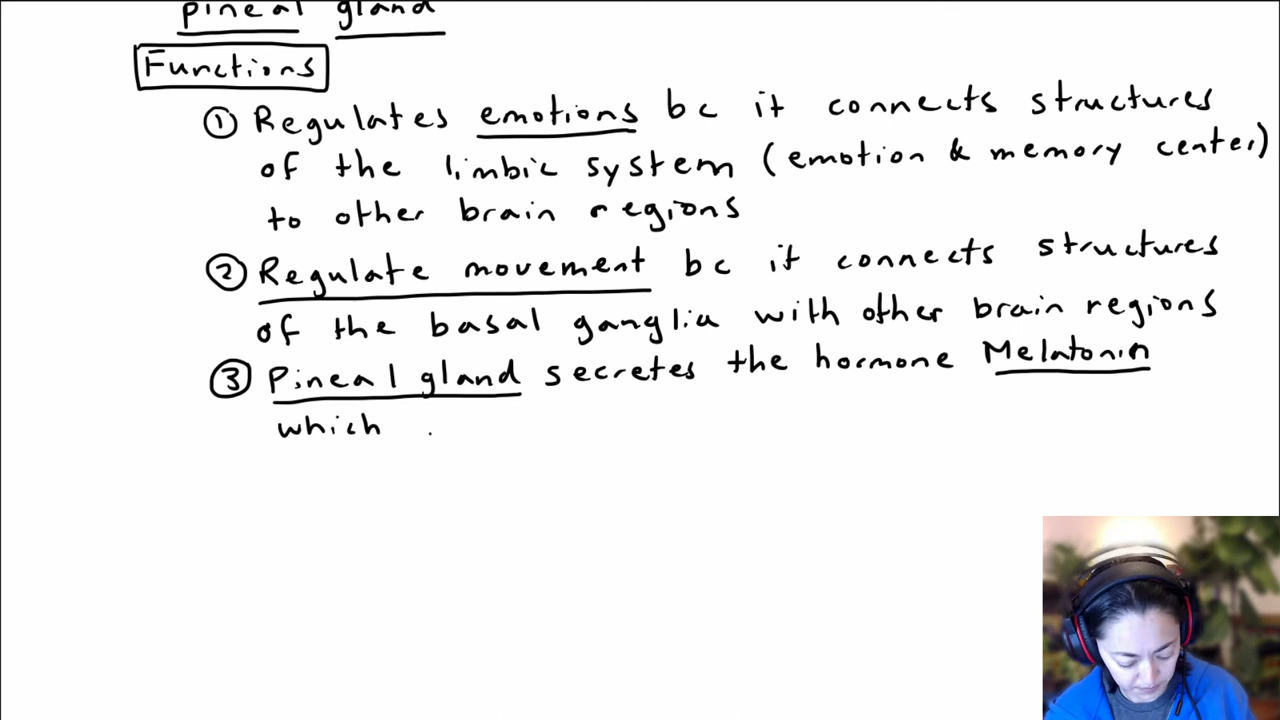 pineal gland
Functions
① Regulates emotions bc it connects structures
of the limbic system (emotion & memory center)
to other brain regions
② Regulate movement bc it connects structures
of the basal ganglia with other brain regions
③ Pineal gland secretes the hormone Melatonin
which